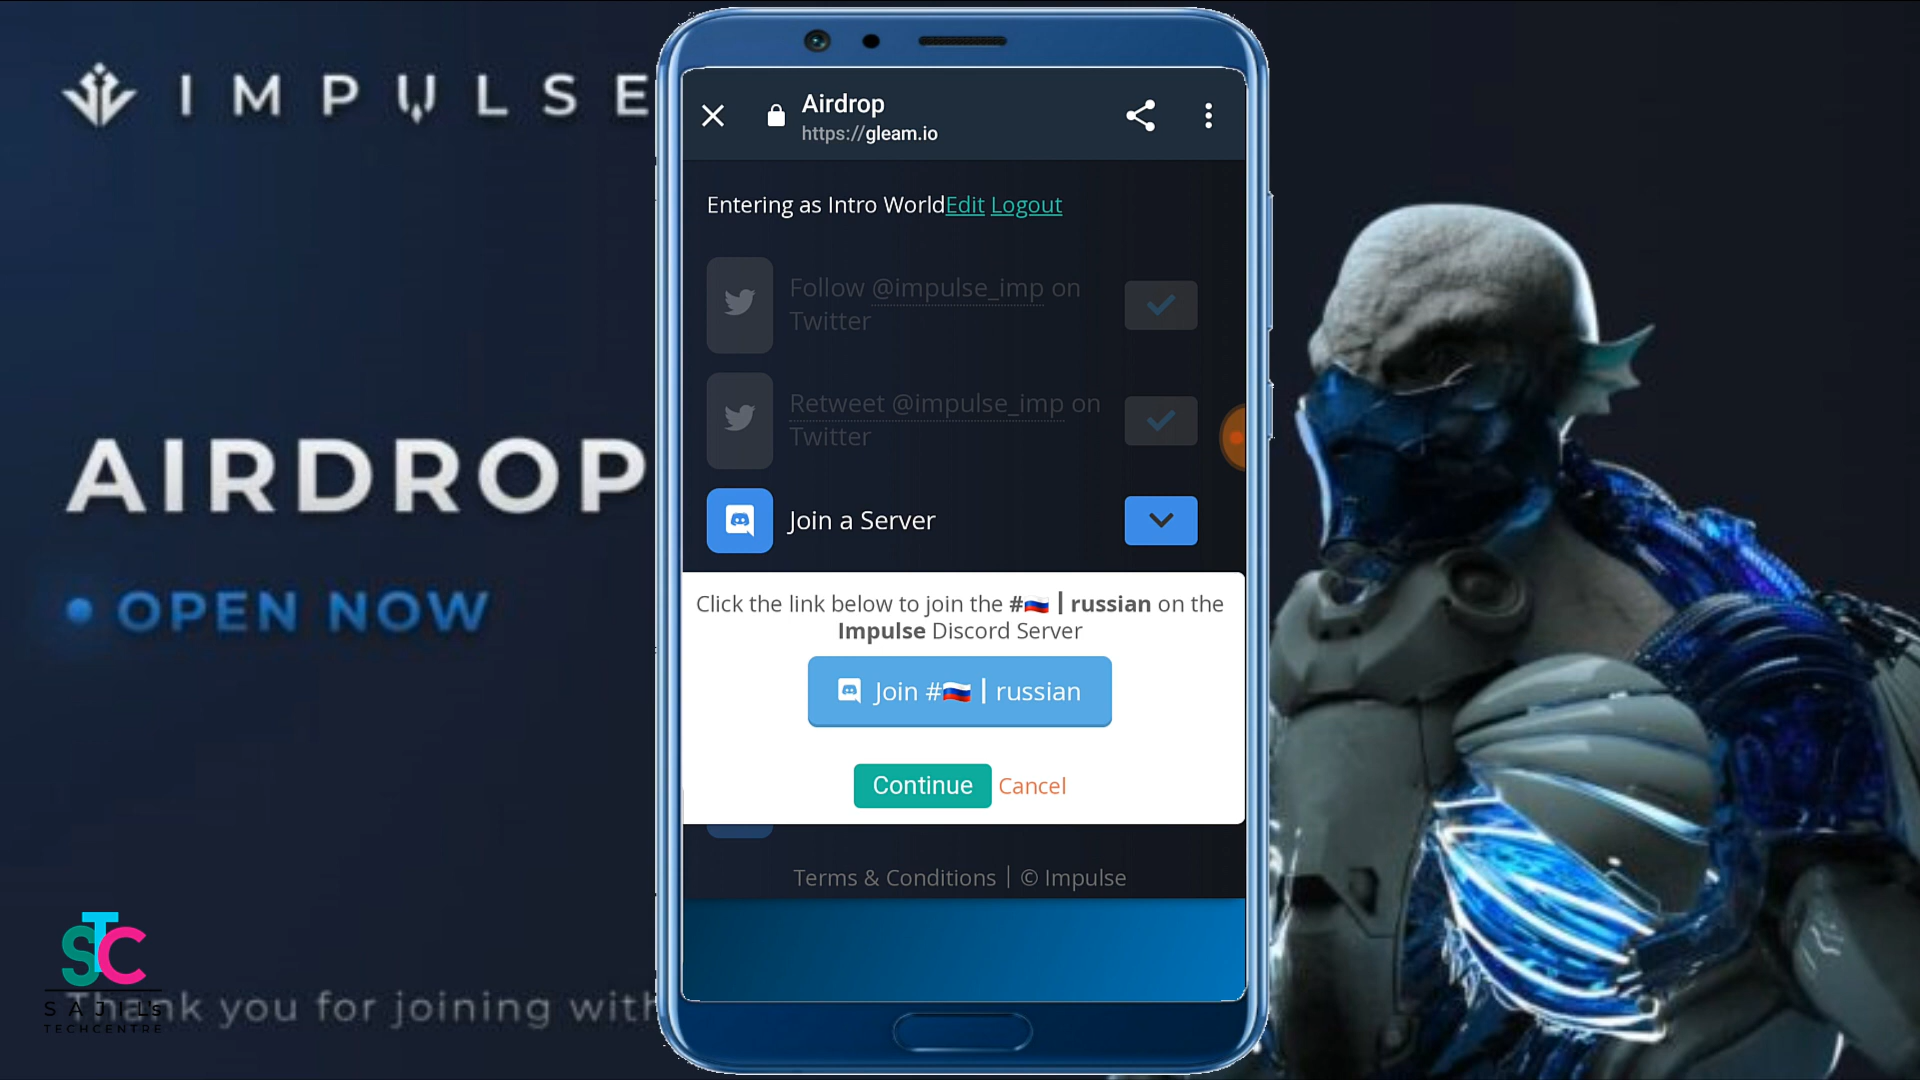 IMPULSE
AIRDROP
OPEN NOW
STC
SAJIL's
TECHCENTRE
Thank you for joining with
Airdrop
https://gleam.io
Entering as Intro WorldEdit Logout
Follow @impulse_imp on
Twitter
Retweet @impulse_imp on
Twitter
Join a Server
Click the link below to join the #🇷🇺 | russian on the
Impulse Discord Server
Join #🇷🇺 | russian
Continue Cancel
Terms & Conditions | © Impulse